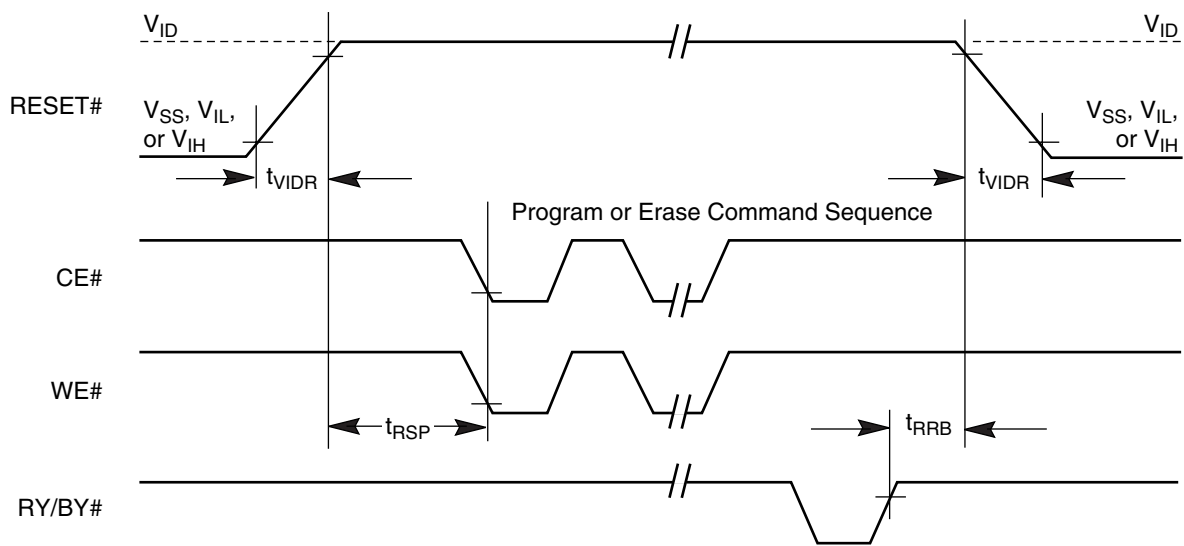 V_ID
V_ID
RESET#
V_SS, V_IL,
or V_IH
V_SS, V_IL,
or V_IH
t_VIDR
t_VIDR
Program or Erase Command Sequence
CE#
WE#
t_RSP
t_RRB
RY/BY#